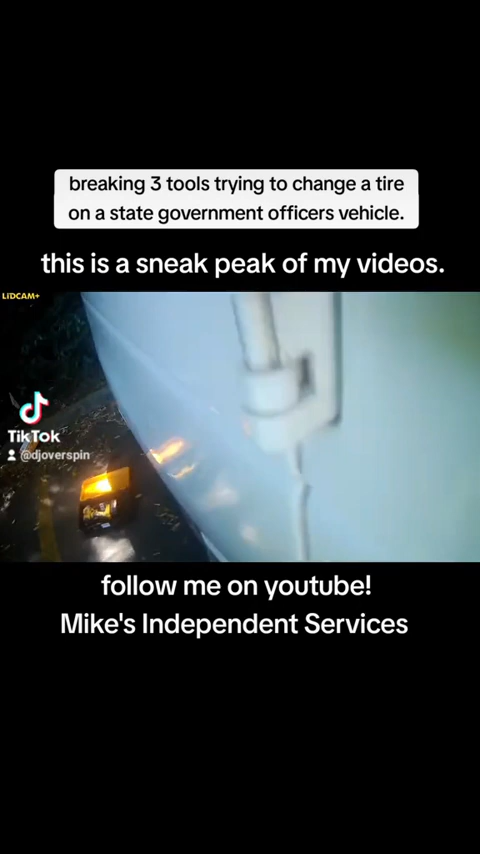 breaking 3 tools trying to change a tire
on a state government officers vehicle.
this is a sneak peak of my videos.
LIDCAM+
TikTok
@djoverspin
follow me on youtube!
Mike's Independent Services